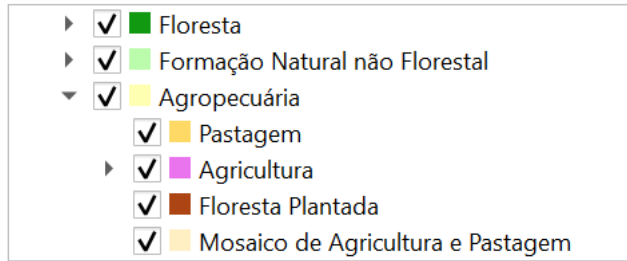 Floresta
Formação Natural não Florestal
Agropecuária
Pastagem
Agricultura
Floresta Plantada
Mosaico de Agricultura e Pastagem